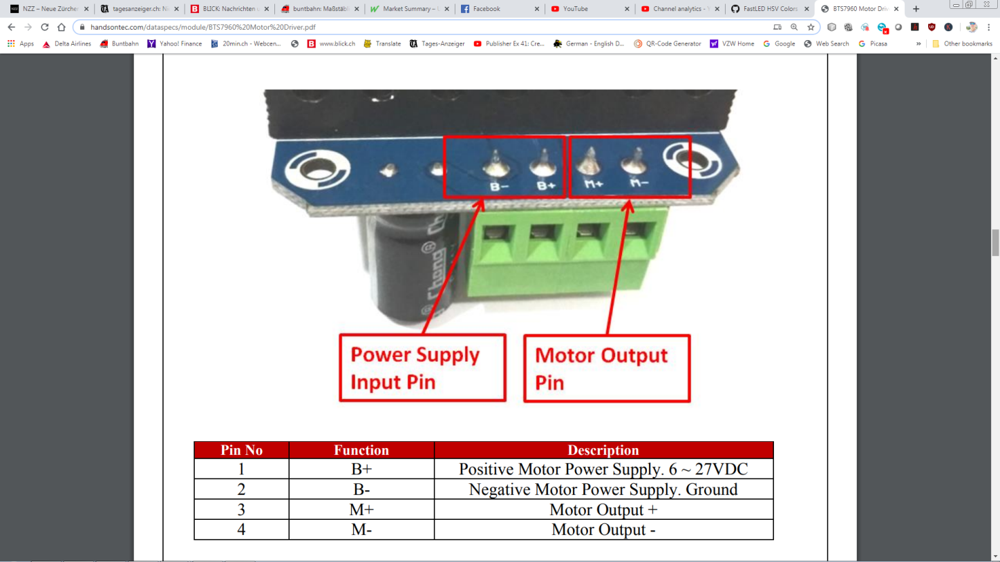 NZZ – Neue Zürcher
tagesanzeiger.ch: Ni
BLICK: Nachrichten
buntbahn: Maßstäbl
Market Summary –
Facebook
YouTube
Channel analytics -
FastLED HSV Colors
BTS7960 Motor Driv
handsontec.com/dataspecs/module/BTS7960%20Motor%20Driver.pdf
Apps
Delta Airlines
Buntbahn
Yahoo! Finance
20min.ch - Webcen...
www.blick.ch
Translate
Tages-Anzeiger
Publisher Ex 41: Cre...
German - English D...
QR-Code Generator
VZW Home
Google
Web Search
Picasa
»
Other bookmarks
B- B+ M+ M-
® Chong® Ch
Power Supply
Input Pin
Motor Output
Pin
Pin No Function Description
1 B+ Positive Motor Power Supply. 6 ~ 27VDC
2 B- Negative Motor Power Supply. Ground
3 M+ Motor Output +
4 M- Motor Output -